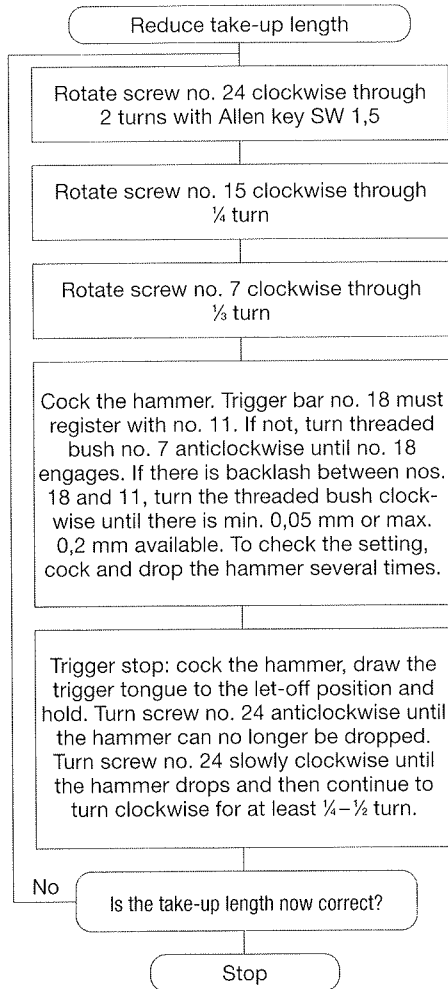 Reduce take-up length
Rotate screw no. 24 clockwise through
2 turns with Allen key SW 1,5
Rotate screw no. 15 clockwise through
¼ turn
Rotate screw no. 7 clockwise through
⅓ turn
Cock the hammer. Trigger bar no. 18 must
register with no. 11. If not, turn threaded
bush no. 7 anticlockwise until no. 18
engages. If there is backlash between nos.
18 and 11, turn the threaded bush clock-
wise until there is min. 0,05 mm or max.
0,2 mm available. To check the setting,
cock and drop the hammer several times.
Trigger stop: cock the hammer, draw the
trigger tongue to the let-off position and
hold. Turn screw no. 24 anticlockwise until
the hammer can no longer be dropped.
Turn screw no. 24 slowly clockwise until
the hammer drops and then continue to
turn clockwise for at least ¼–½ turn.
No
Is the take-up length now correct?
Stop